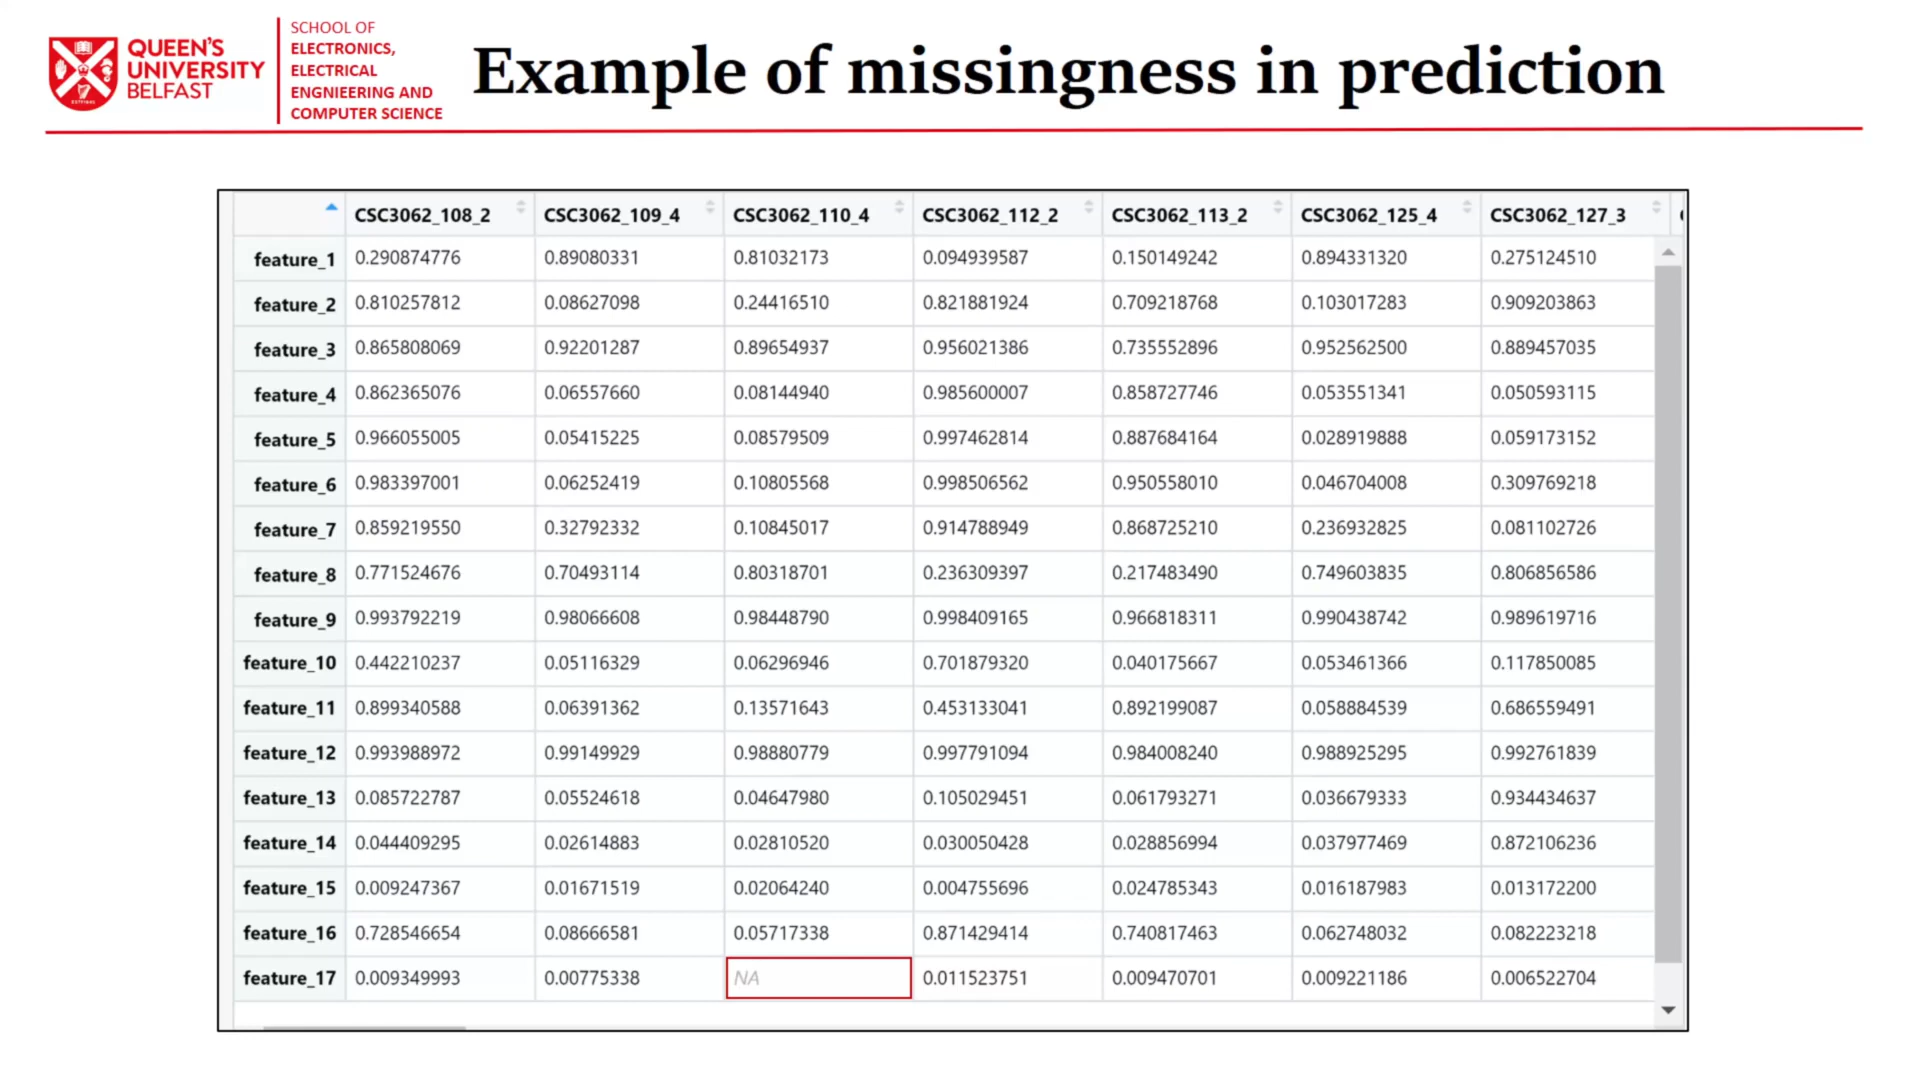 QUEEN'S
UNIVERSITY
BELFAST
SCHOOL OF
ELECTRONICS,
ELECTRICAL
ENGNIEERING AND
COMPUTER SCIENCE
Example of missingness in prediction
CSC3062_108_2 CSC3062_109_4 CSC3062_110_4 CSC3062_112_2 CSC3062_113_2 CSC3062_125_4 CSC3062_127_3
feature_1 0.290874776 0.89080331 0.81032173 0.094939587 0.150149242 0.894331320 0.275124510
feature_2 0.810257812 0.08627098 0.24416510 0.821881924 0.709218768 0.103017283 0.909203863
feature_3 0.865808069 0.92201287 0.89654937 0.956021386 0.735552896 0.952562500 0.889457035
feature_4 0.862365076 0.06557660 0.08144940 0.985600007 0.858727746 0.053551341 0.050593115
feature_5 0.966055005 0.05415225 0.08579509 0.997462814 0.887684164 0.028919888 0.059173152
feature_6 0.983397001 0.06252419 0.10805568 0.998506562 0.950558010 0.046704008 0.309769218
feature_7 0.859219550 0.32792332 0.10845017 0.914788949 0.868725210 0.236932825 0.081102726
feature_8 0.771524676 0.70493114 0.80318701 0.236309397 0.217483490 0.749603835 0.806856586
feature_9 0.993792219 0.98066608 0.98448790 0.998409165 0.966818311 0.990438742 0.989619716
feature_10 0.442210237 0.05116329 0.06296946 0.701879320 0.040175667 0.053461366 0.117850085
feature_11 0.899340588 0.06391362 0.13571643 0.453133041 0.892199087 0.058884539 0.686559491
feature_12 0.993988972 0.99149929 0.98880779 0.997791094 0.984008240 0.988925295 0.992761839
feature_13 0.085722787 0.05524618 0.04647980 0.105029451 0.061793271 0.036679333 0.934434637
feature_14 0.044409295 0.02614883 0.02810520 0.030050428 0.028856994 0.037977469 0.872106236
feature_15 0.009247367 0.01671519 0.02064240 0.004755696 0.024785343 0.016187983 0.013172200
feature_16 0.728546654 0.08666581 0.05717338 0.871429414 0.740817463 0.062748032 0.082223218
feature_17 0.009349993 0.00775338 NA 0.011523751 0.009470701 0.009221186 0.006522704